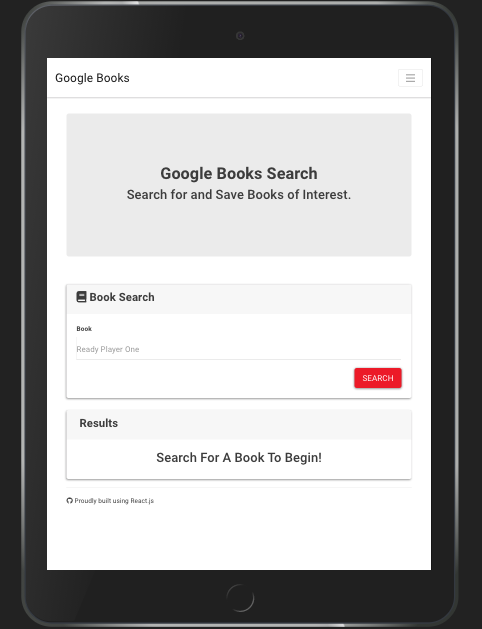 Google Books
Google Books Search
Search for and Save Books of Interest.
Book Search
Book
Ready Player One
SEARCH
Results
Search For A Book To Begin!
Proudly built using React.js